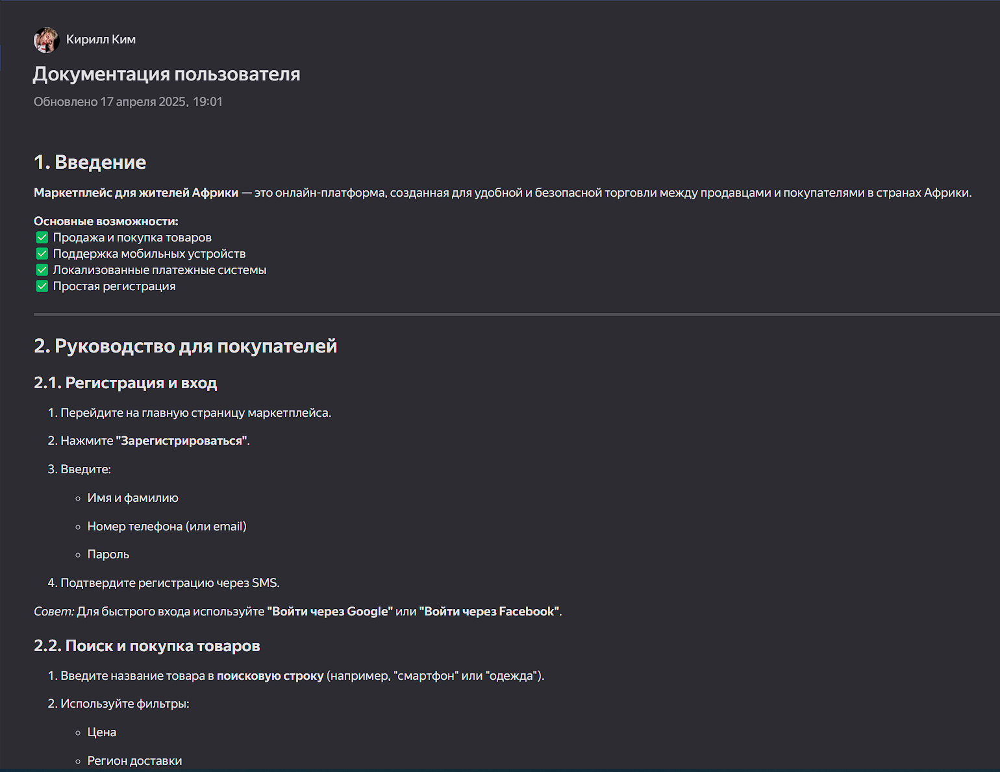 Кирилл Ким
Документация пользователя
Обновлено 17 апреля 2025, 19:01
1. Введение
Маркетплейс для жителей Африки — это онлайн-платформа, созданная для удобной и безопасной торговли между продавцами и покупателями в странах Африки.
Основные возможности:
✅ Продажа и покупка товаров
✅ Поддержка мобильных устройств
✅ Локализованные платежные системы
✅ Простая регистрация
2. Руководство для покупателей
2.1. Регистрация и вход
1. Перейдите на главную страницу маркетплейса.
2. Нажмите "Зарегистрироваться".
3. Введите:
◦ Имя и фамилию
◦ Номер телефона (или email)
◦ Пароль
4. Подтвердите регистрацию через SMS.
Совет: Для быстрого входа используйте "Войти через Google" или "Войти через Facebook".
2.2. Поиск и покупка товаров
1. Введите название товара в поисковую строку (например, "смартфон" или "одежда").
2. Используйте фильтры:
◦ Цена
◦ Регион доставки